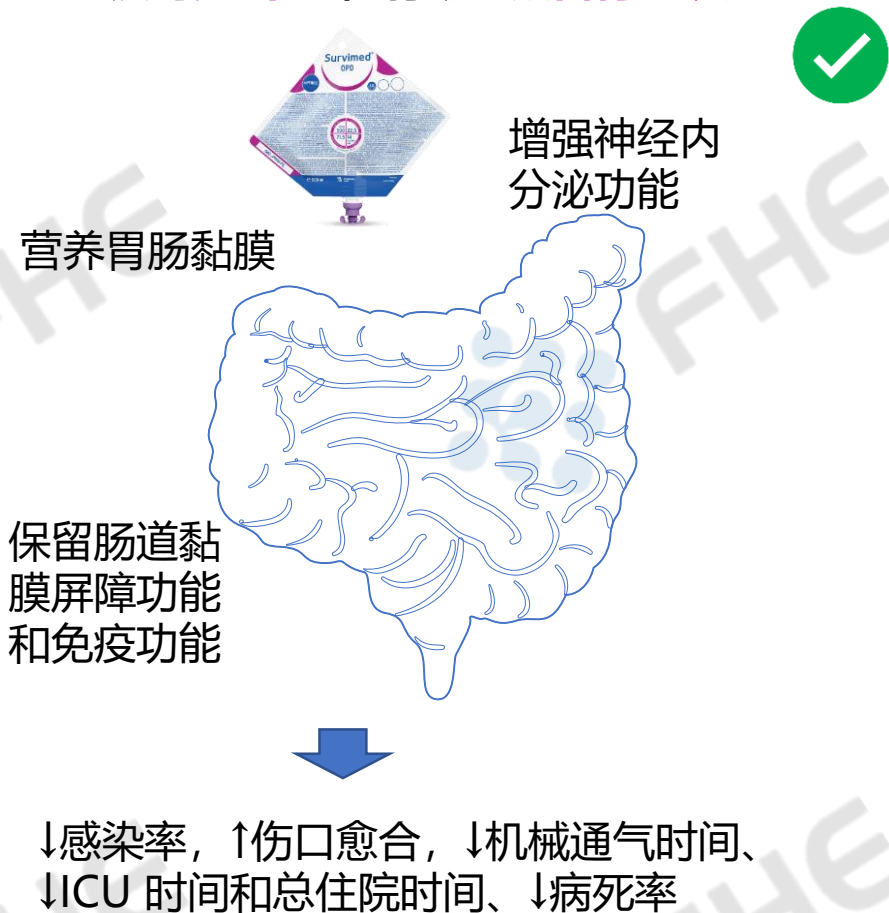 Survimed®
OPD
增强神经内
分泌功能
营养胃肠黏膜
保留肠道黏
膜屏障功能
和免疫功能
↓感染率，↑伤口愈合，↓机械通气时间、
↓ICU 时间和总住院时间、↓病死率
FHE
FHE